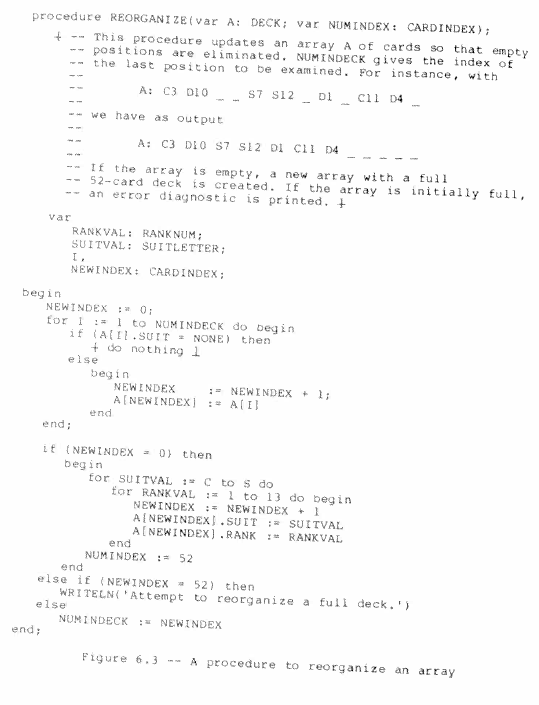 procedure REORGANIZE(var A: DECK; var NUMINDEX: CARDINDEX);
{ -- This procedure updates an array A of cards so that empty
-- positions are eliminated. NUMINDECK gives the index of
-- the last position to be examined. For instance, with
--
-- A: C3 D10 _ _ S7 S12 _ D1 _ C11 D4 _
--
-- we have as output
--
-- A: C3 D10 S7 S12 D1 C11 D4 _ _ _ _ _
--
-- If the array is empty, a new array with a full
-- 52-card deck is created. If the array is initially full,
-- an error diagnostic is printed. }
var
RANKVAL: RANKNUM;
SUITVAL: SUITLETTER;
I,
NEWINDEX: CARDINDEX;
begin
NEWINDEX := 0;
for I := 1 to NUMINDECK do begin
if (A[I].SUIT = NONE) then
{ do nothing }
else
begin
NEWINDEX := NEWINDEX + 1;
A[NEWINDEX] := A[I]
end
end;
if (NEWINDEX = 0) then
begin
for SUITVAL := C to S do
for RANKVAL := 1 to 13 do begin
NEWINDEX := NEWINDEX + 1
A[NEWINDEX].SUIT := SUITVAL
A[NEWINDEX].RANK := RANKVAL
end
NUMINDEX := 52
end
else if (NEWINDEX = 52) then
WRITELN('Attempt to reorganize a full deck.')
else
NUMINDECK := NEWINDEX
end;
Figure 6.3 -- A procedure to reorganize an array